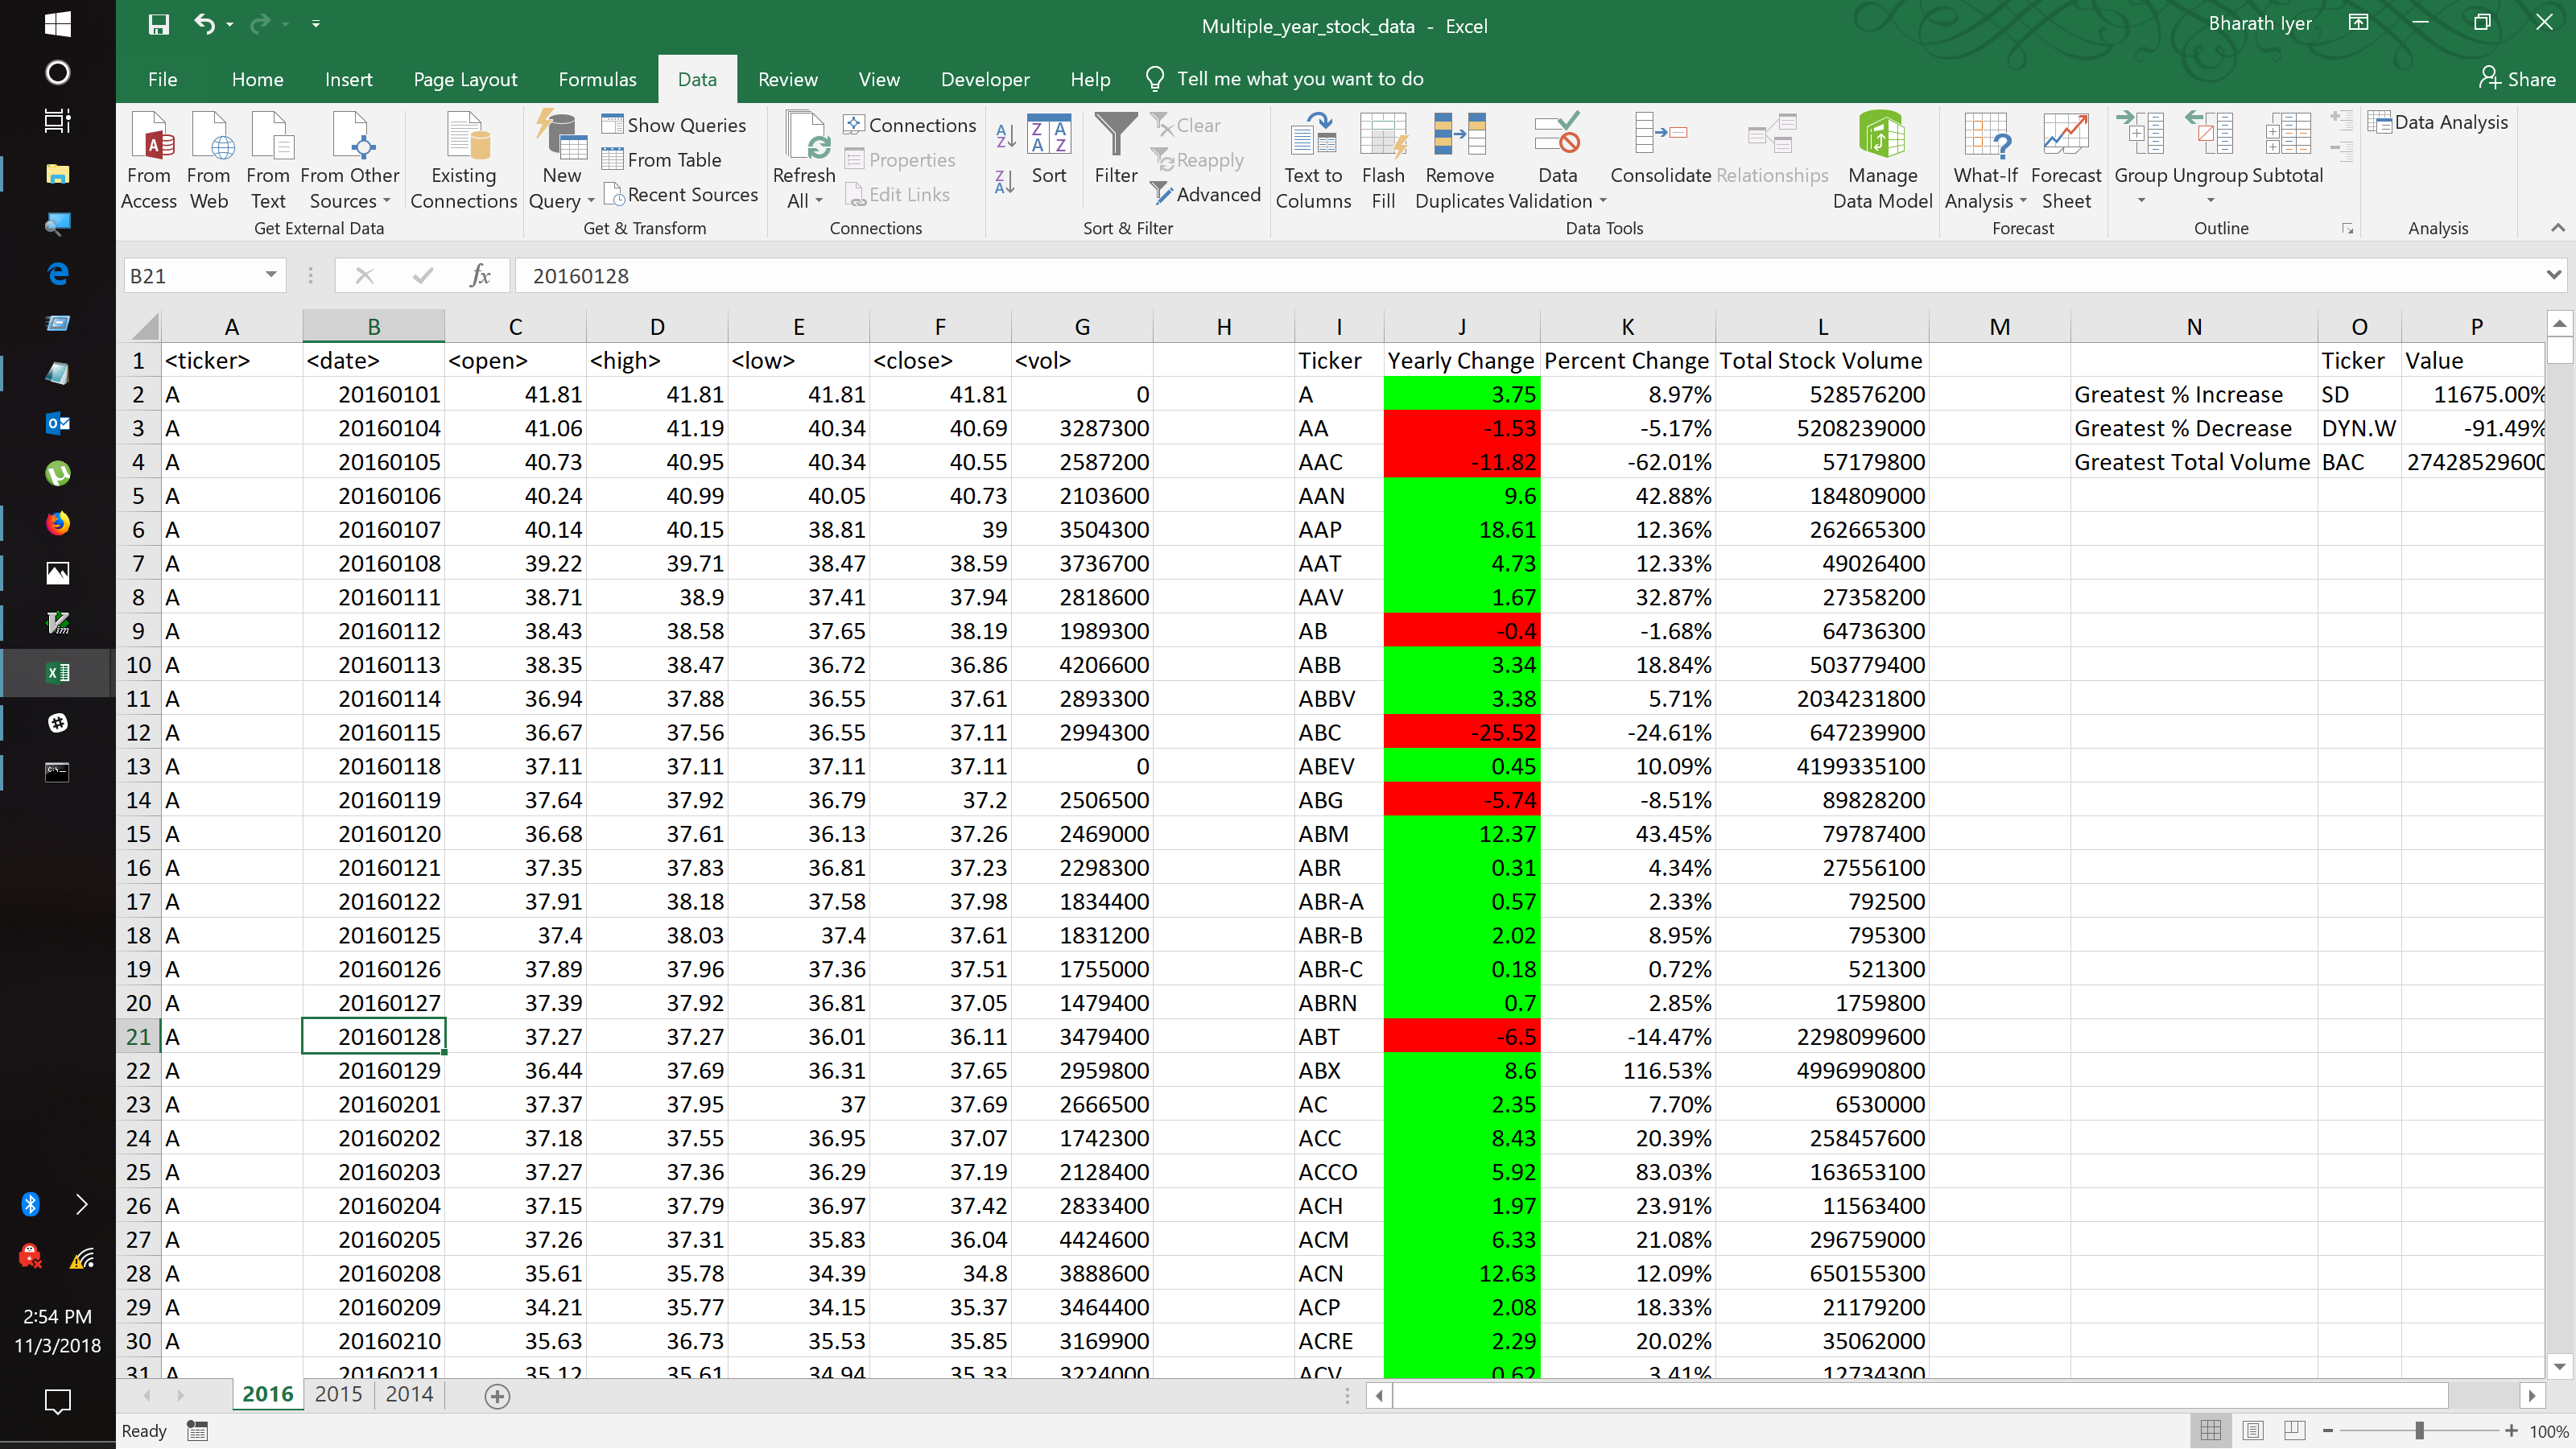 Multiple_year_stock_data - Excel
Bharath Iyer
File Home Insert Page Layout Formulas Data Review View Developer Help Tell me what you want to do Share
From Access From Web From Text From Other Sources Existing Connections New Query Show Queries From Table Recent Sources Refresh All Connections Properties Edit Links Sort Filter Clear Reapply Advanced Text to Columns Flash Fill Remove Duplicates Data Validation Consolidate Relationships Manage Data Model What-If Analysis Forecast Sheet Group Ungroup Subtotal Data Analysis
Get External Data Get & Transform Connections Sort & Filter Data Tools Forecast Outline Analysis
B21 fx 20160128
A B C D E F G H I J K L M N O P
1 <ticker> <date> <open> <high> <low> <close> <vol> Ticker Yearly Change Percent Change Total Stock Volume Ticker Value
2 A 20160101 41.81 41.81 41.81 41.81 0 A 3.75 8.97% 528576200 Greatest % Increase SD 11675.00%
3 A 20160104 41.06 41.19 40.34 40.69 3287300 AA -1.53 -5.17% 5208239000 Greatest % Decrease DYN.W -91.49%
4 A 20160105 40.73 40.95 40.34 40.55 2587200 AAC -11.82 -62.01% 57179800 Greatest Total Volume BAC 27428529600
5 A 20160106 40.24 40.99 40.05 40.73 2103600 AAN 9.6 42.88% 184809000
6 A 20160107 40.14 40.15 38.81 39 3504300 AAP 18.61 12.36% 262665300
7 A 20160108 39.22 39.71 38.47 38.59 3736700 AAT 4.73 12.33% 49026400
8 A 20160111 38.71 38.9 37.41 37.94 2818600 AAV 1.67 32.87% 27358200
9 A 20160112 38.43 38.58 37.65 38.19 1989300 AB -0.4 -1.68% 64736300
10 A 20160113 38.35 38.47 36.72 36.86 4206600 ABB 3.34 18.84% 503779400
11 A 20160114 36.94 37.88 36.55 37.61 2893300 ABBV 3.38 5.71% 2034231800
12 A 20160115 36.67 37.56 36.55 37.11 2994300 ABC -25.52 -24.61% 647239900
13 A 20160118 37.11 37.11 37.11 37.11 0 ABEV 0.45 10.09% 4199335100
14 A 20160119 37.64 37.92 36.79 37.2 2506500 ABG -5.74 -8.51% 89828200
15 A 20160120 36.68 37.61 36.13 37.26 2469000 ABM 12.37 43.45% 79787400
16 A 20160121 37.35 37.83 36.81 37.23 2298300 ABR 0.31 4.34% 27556100
17 A 20160122 37.91 38.18 37.58 37.98 1834400 ABR-A 0.57 2.33% 792500
18 A 20160125 37.4 38.03 37.4 37.61 1831200 ABR-B 2.02 8.95% 795300
19 A 20160126 37.89 37.96 37.36 37.51 1755000 ABR-C 0.18 0.72% 521300
20 A 20160127 37.39 37.92 36.81 37.05 1479400 ABRN 0.7 2.85% 1759800
21 A 20160128 37.27 37.27 36.01 36.11 3479400 ABT -6.5 -14.47% 2298099600
22 A 20160129 36.44 37.69 36.31 37.65 2959800 ABX 8.6 116.53% 4996990800
23 A 20160201 37.37 37.95 37 37.69 2666500 AC 2.35 7.70% 6530000
24 A 20160202 37.18 37.55 36.95 37.07 1742300 ACC 8.43 20.39% 258457600
25 A 20160203 37.27 37.36 36.29 37.19 2128400 ACCO 5.92 83.03% 163653100
26 A 20160204 37.15 37.79 36.97 37.42 2833400 ACH 1.97 23.91% 11563400
27 A 20160205 37.26 37.31 35.83 36.04 4424600 ACM 6.33 21.08% 296759000
28 A 20160208 35.61 35.78 34.39 34.8 3888600 ACN 12.63 12.09% 650155300
29 A 20160209 34.21 35.77 34.15 35.37 3464400 ACP 2.08 18.33% 21179200
30 A 20160210 35.63 36.73 35.53 35.85 3169900 ACRE 2.29 20.02% 35062000
31 A 20160211 35.12 35.61 34.94 35.33 3224000 ACV 0.62 3.41% 12734300
2016 2015 2014
Ready 100%
2:54 PM
11/3/2018